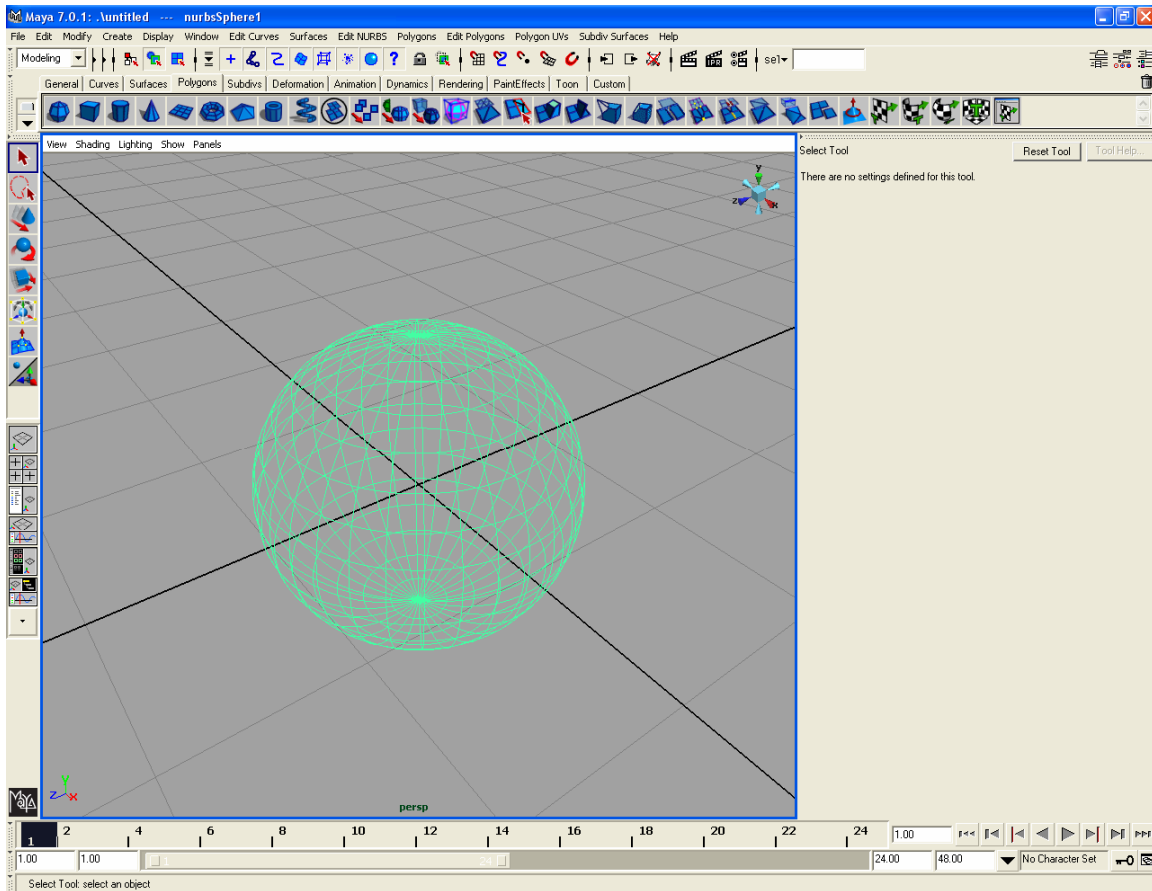 Maya 7.0.1: .\untitled --- nurbsSphere1
File Edit Modify Create Display Window Edit Curves Surfaces Edit NURBS Polygons Edit Polygons Polygon UVs Subdiv Surfaces Help
Modeling ? IPR sel
General Curves Surfaces Polygons Subdivs Deformation Animation Dynamics Rendering PaintEffects Toon Custom
View Shading Lighting Show Panels
Select Tool Reset Tool Tool Help...
There are no settings defined for this tool.
y
z x
Y
Z X
persp
MAYA
1 2 4 6 8 10 12 14 16 18 20 22 24 1.00
1.00 1.00 1 24 24.00 48.00 No Character Set
Select Tool: select an object